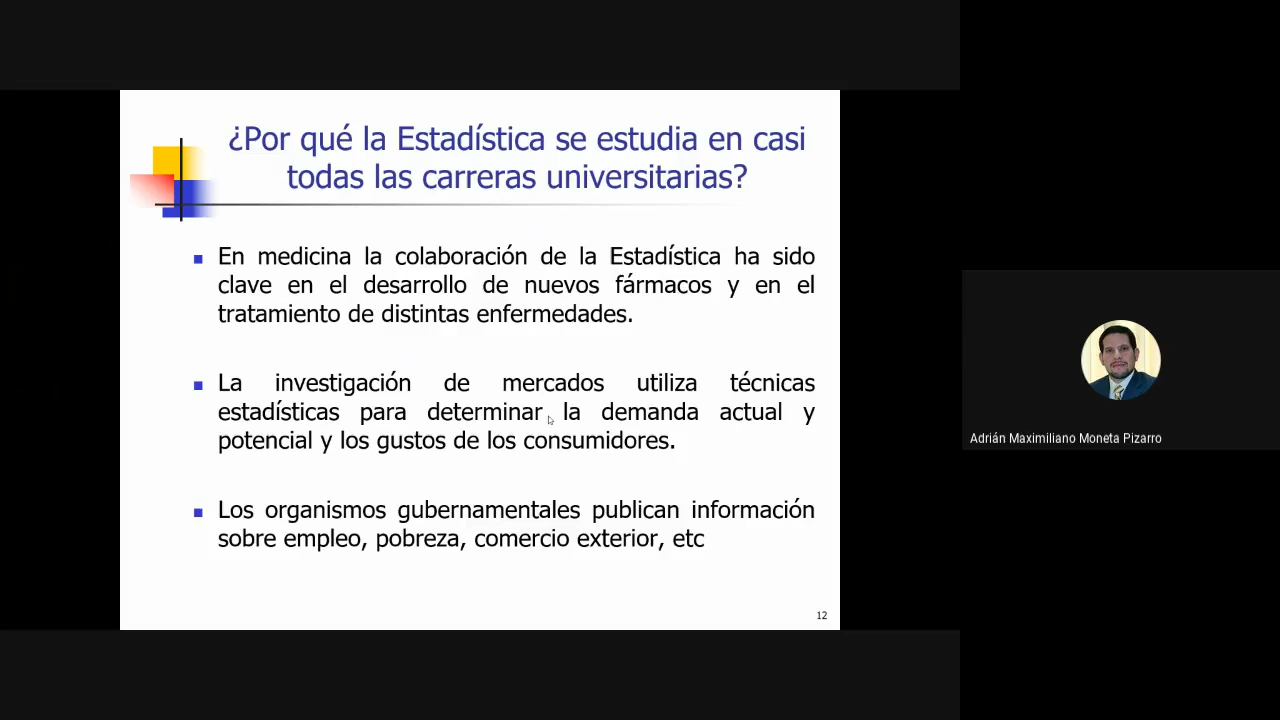 ¿Por qué la Estadística se estudia en casi
todas las carreras universitarias?
En medicina la colaboración de la Estadística ha sido
clave en el desarrollo de nuevos fármacos y en el
tratamiento de distintas enfermedades.
La investigación de mercados utiliza técnicas
estadísticas para determinar la demanda actual y
potencial y los gustos de los consumidores.
Los organismos gubernamentales publican información
sobre empleo, pobreza, comercio exterior, etc
12
Adrián Maximiliano Moneta Pizarro